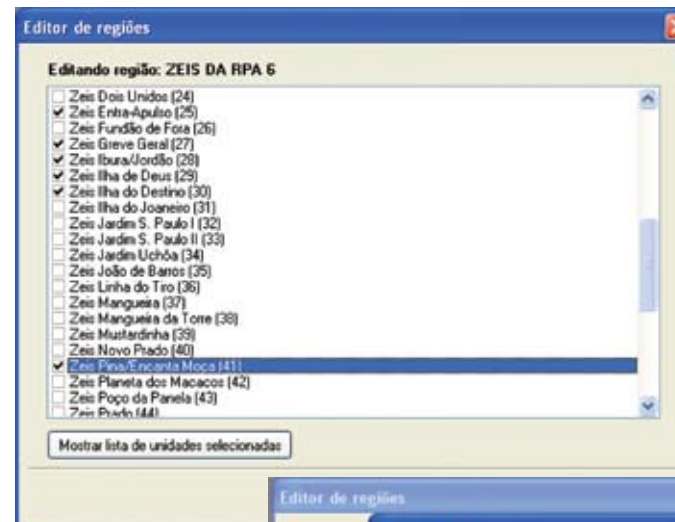 Editor de regiões
Editando região: ZEIS DA RPA 6
Zeis Dois Unidos (24)
Zeis Entra-Apulso (25)
Zeis Fundão de Fora (26)
Zeis Greve Geral (27)
Zeis Ibura/Jordão (28)
Zeis Ilha de Deus (29)
Zeis Ilha do Destino (30)
Zeis Ilha do Joaneiro (31)
Zeis Jardim S. Paulo I (32)
Zeis Jardim S. Paulo II (33)
Zeis Jardim Uchôa (34)
Zeis João de Barros (35)
Zeis Linha do Tiro (36)
Zeis Mangueira (37)
Zeis Mangueira da Torre (38)
Zeis Mustardinha (39)
Zeis Novo Prado (40)
Zeis Pina/Encanta Moça (41)
Zeis Planeta dos Macacos (42)
Zeis Poço da Panela (43)
Zeis Prado (44)
Mostrar lista de unidades selecionadas
Editor de regiões